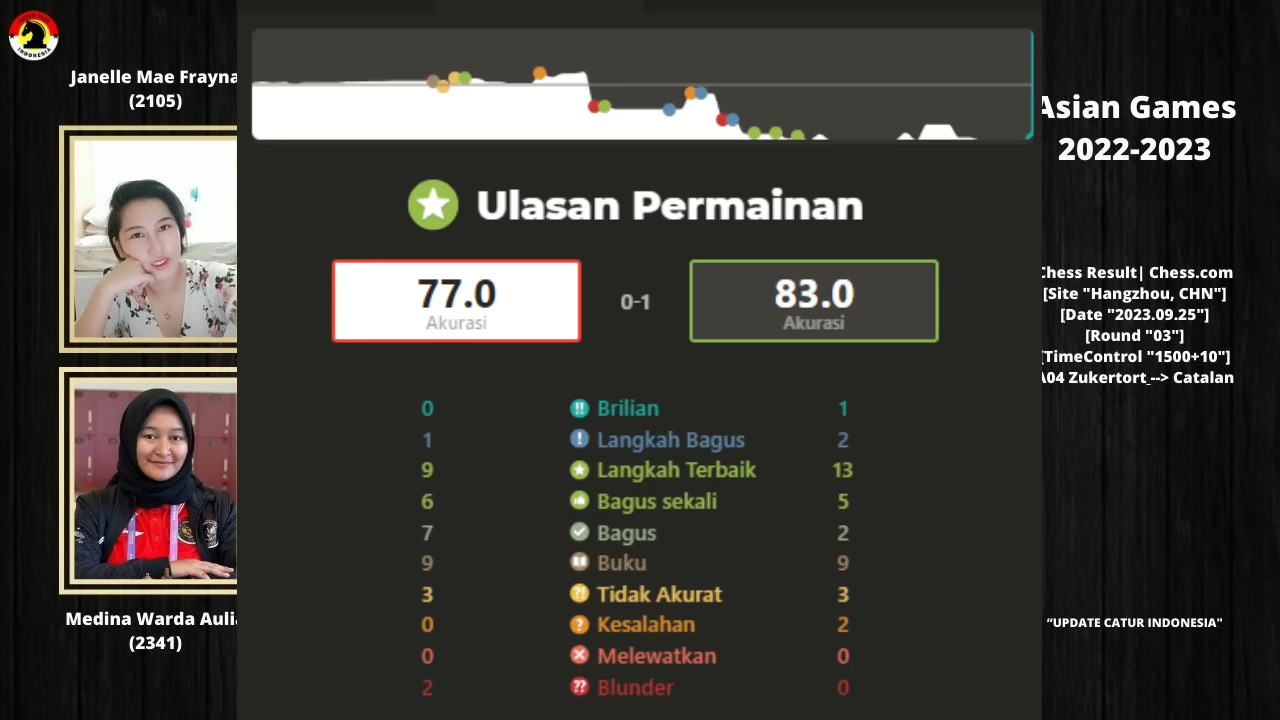 INDONESIA
Janelle Mae Frayna
(2105)
Medina Warda Auli
(2341)
Ulasan Permainan
77.0
Akurasi
0-1
83.0
Akurasi
0 !! Brilian 1
1 ! Langkah Bagus 2
9 Langkah Terbaik 13
6 Bagus sekali 5
7 Bagus 2
9 Buku 9
3 ?! Tidak Akurat 3
0 ? Kesalahan 2
0 Melewatkan 0
2 ?? Blunder 0
Asian Games
2022-2023
Chess Result| Chess.com
[Site "Hangzhou, CHN"]
[Date "2023.09.25"]
[Round "03"]
[TimeControl "1500+10"]
A04 Zukertort --> Catalan
“UPDATE CATUR INDONESIA"